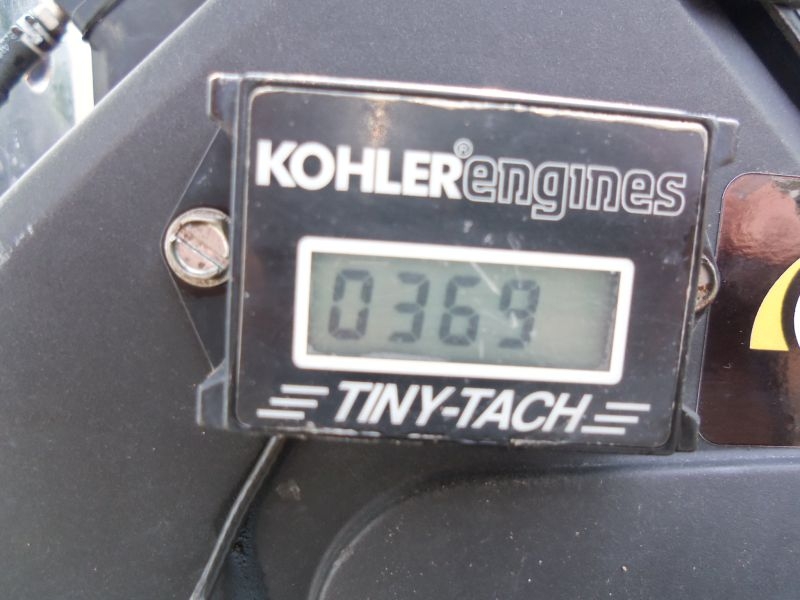 KOHLER® engines
0369
TINY-TACH